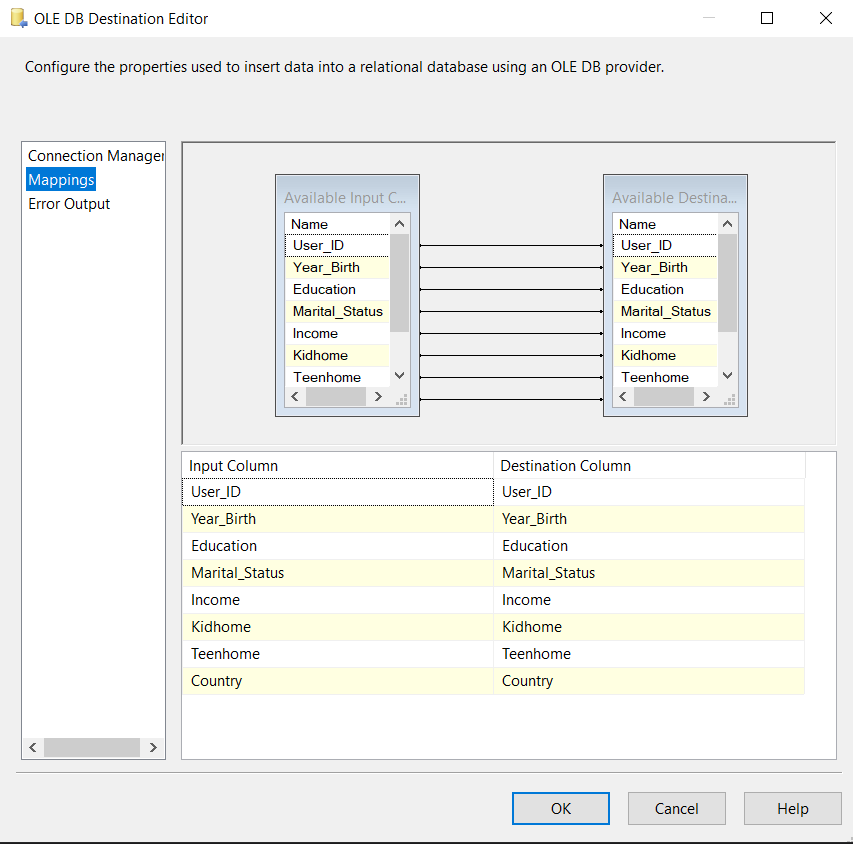 OLE DB Destination Editor
Configure the properties used to insert data into a relational database using an OLE DB provider.
Connection Manager
Mappings
Error Output
Available Input C...
Name
User_ID
Year_Birth
Education
Marital_Status
Income
Kidhome
Teenhome
Available Destina...
Name
User_ID
Year_Birth
Education
Marital_Status
Income
Kidhome
Teenhome
Input Column Destination Column
User_ID User_ID
Year_Birth Year_Birth
Education Education
Marital_Status Marital_Status
Income Income
Kidhome Kidhome
Teenhome Teenhome
Country Country
OK Cancel Help